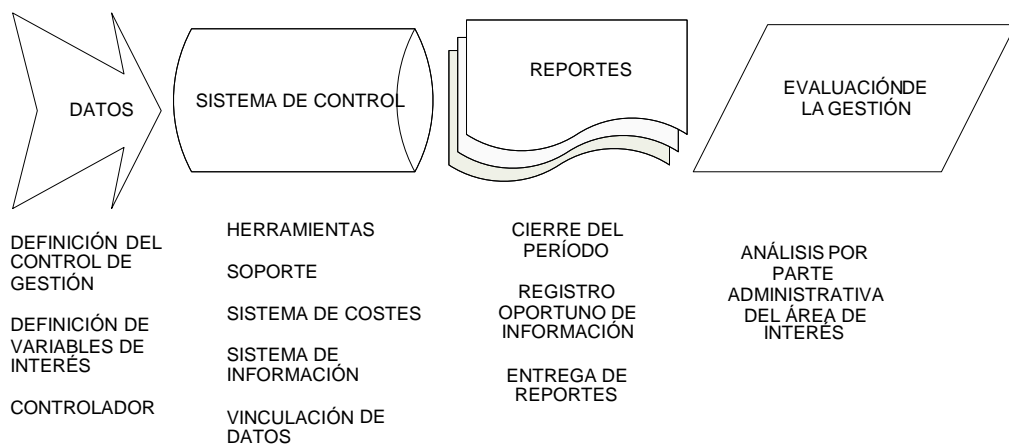 DATOS
SISTEMA DE CONTROL
REPORTES
EVALUACIÓNDE
LA GESTIÓN
DEFINICIÓN DEL
CONTROL DE
GESTIÓN
DEFINICIÓN DE
VARIABLES DE
INTERÉS
CONTROLADOR
HERRAMIENTAS
SOPORTE
SISTEMA DE COSTES
SISTEMA DE
INFORMACIÓN
VINCULACIÓN DE
DATOS
CIERRE DEL
PERÍODO
REGISTRO
OPORTUNO DE
INFORMACIÓN
ENTREGA DE
REPORTES
ANÁLISIS POR
PARTE
ADMINISTRATIVA
DEL ÁREA DE
INTERÉS